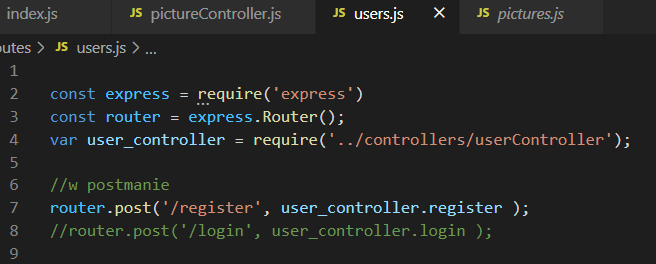 index.js JS pictureController.js JS users.js × JS pictures.js
outes > JS users.js > ...
1
2 const express = require('express')
3 const router = express.Router();
4 var user_controller = require('../controllers/userController');
5
6 //w postmanie
7 router.post('/register', user_controller.register );
8 //router.post('/login', user_controller.login );
9